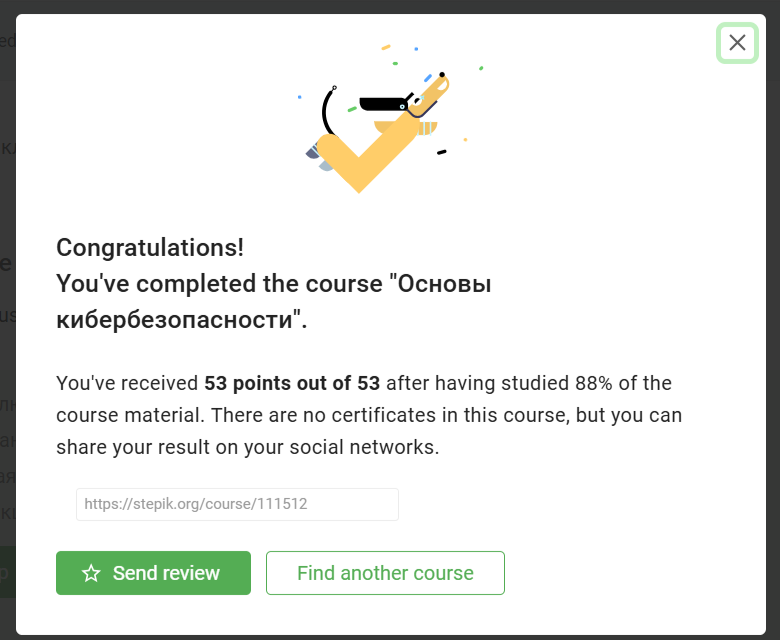 Congratulations!
You've completed the course "Основы
кибербезопасности".
You've received 53 points out of 53 after having studied 88% of the
course material. There are no certificates in this course, but you can
share your result on your social networks.
https://stepik.org/course/111512
Send review
Find another course